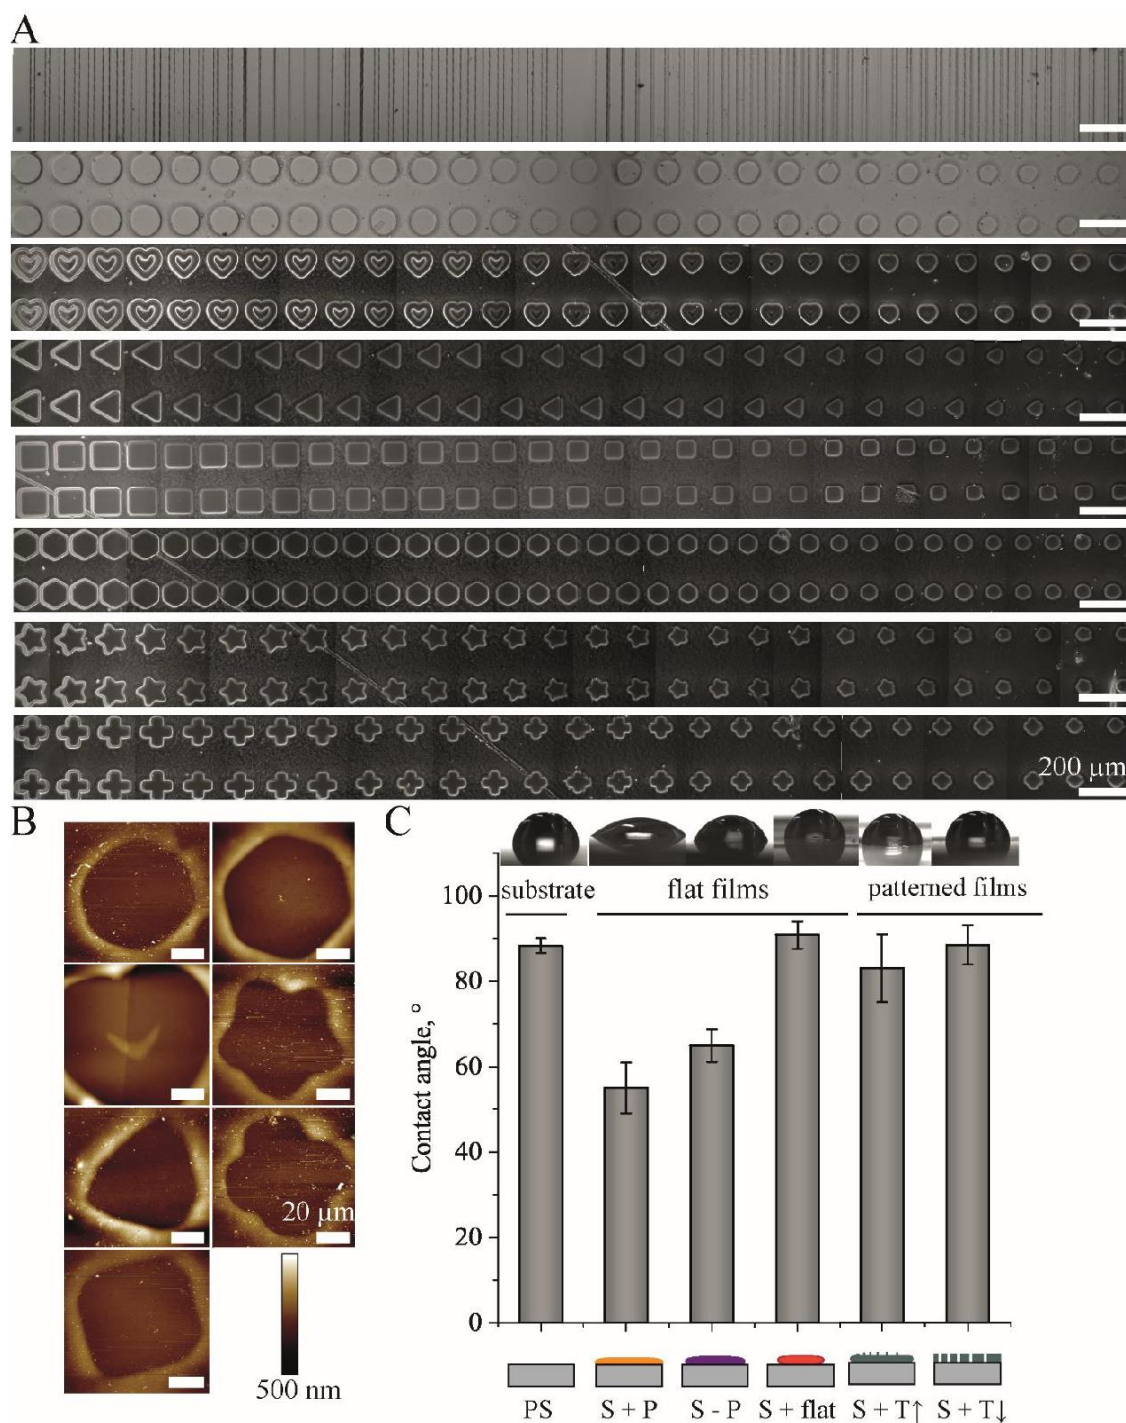 A
200 µm
B
20 µm
500 nm
C
substrate flat films patterned films
100
80
60
40
20
0
Contact angle, °
PS S + P S - P S + flat S + T↑ S + T↓